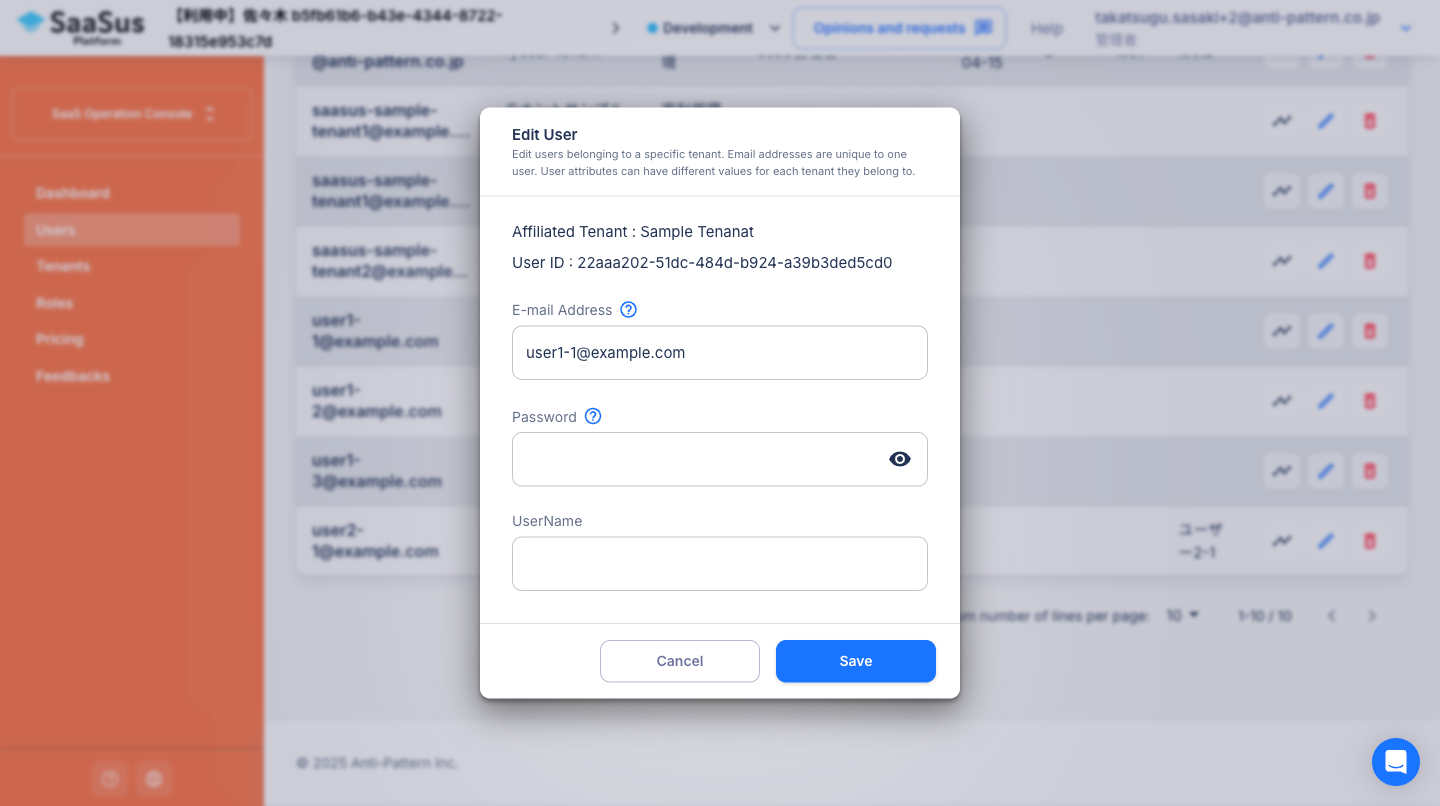 SaaSus
Platform
【利用中】佐々木 b5fb61b6-b43e-4344-8722-
18315e953c7d
Development
Opinions and requests
Help
takatsugu.sasaki+2@anti-pattern.co.jp
管理者
SaaS Operation Console
Dashboard
Users
Tenants
Roles
Pricing
Feedbacks
@anti-pattern.co.jp
境
04-15
saasus-sample-
tenant1@example....
saasus-sample-
tenant1@example....
saasus-sample-
tenant2@example...
user1-
1@example.com
user1-
2@example.com
user1-
3@example.com
user2-
1@example.com
ユーザ
ー2-1
number of lines per page:
10
1-10 / 10
Edit User
Edit users belonging to a specific tenant. Email addresses are unique to one
user. User attributes can have different values for each tenant they belong to.
Affiliated Tenant : Sample Tenanat
User ID : 22aaa202-51dc-484d-b924-a39b3ded5cd0
E-mail Address
user1-1@example.com
Password
UserName
Cancel
Save
© 2025 Anti-Pattern Inc.